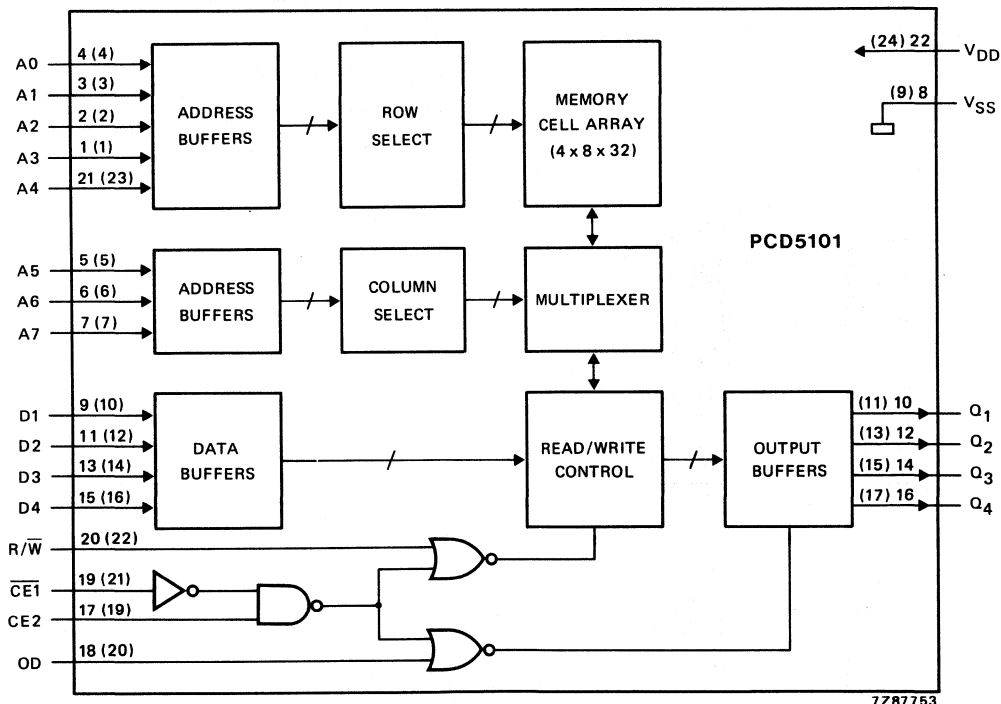 A0 4 (4)
A1 3 (3)
A2 2 (2)
A3 1 (1)
A4 21 (23)
ADDRESS
BUFFERS
ROW
SELECT
MEMORY
CELL ARRAY
(4 x 8 x 32)
(24) 22 VDD
(9) 8 VSS
PCD5101
A5 5 (5)
A6 6 (6)
A7 7 (7)
ADDRESS
BUFFERS
COLUMN
SELECT
MULTIPLEXER
D1 9 (10)
D2 11 (12)
D3 13 (14)
D4 15 (16)
DATA
BUFFERS
READ/WRITE
CONTROL
OUTPUT
BUFFERS
(11) 10 Q1
(13) 12 Q2
(15) 14 Q3
(17) 16 Q4
R/W̅ 20 (22)
C̅E̅1̅ 19 (21)
CE2 17 (19)
OD 18 (20)
7Z87753